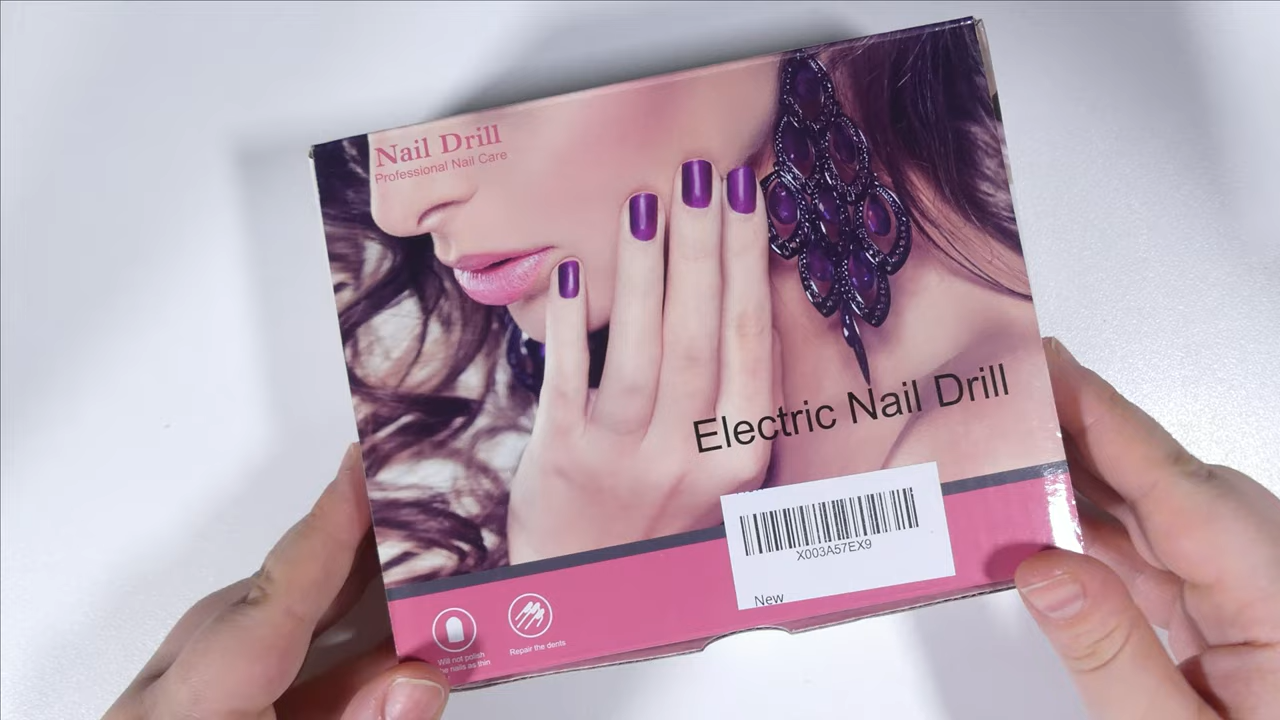 Nail Drill
Professional Nail Care
Electric Nail Drill
X003A57EX9
New
Will not polish
nails as thin
Repair the dents